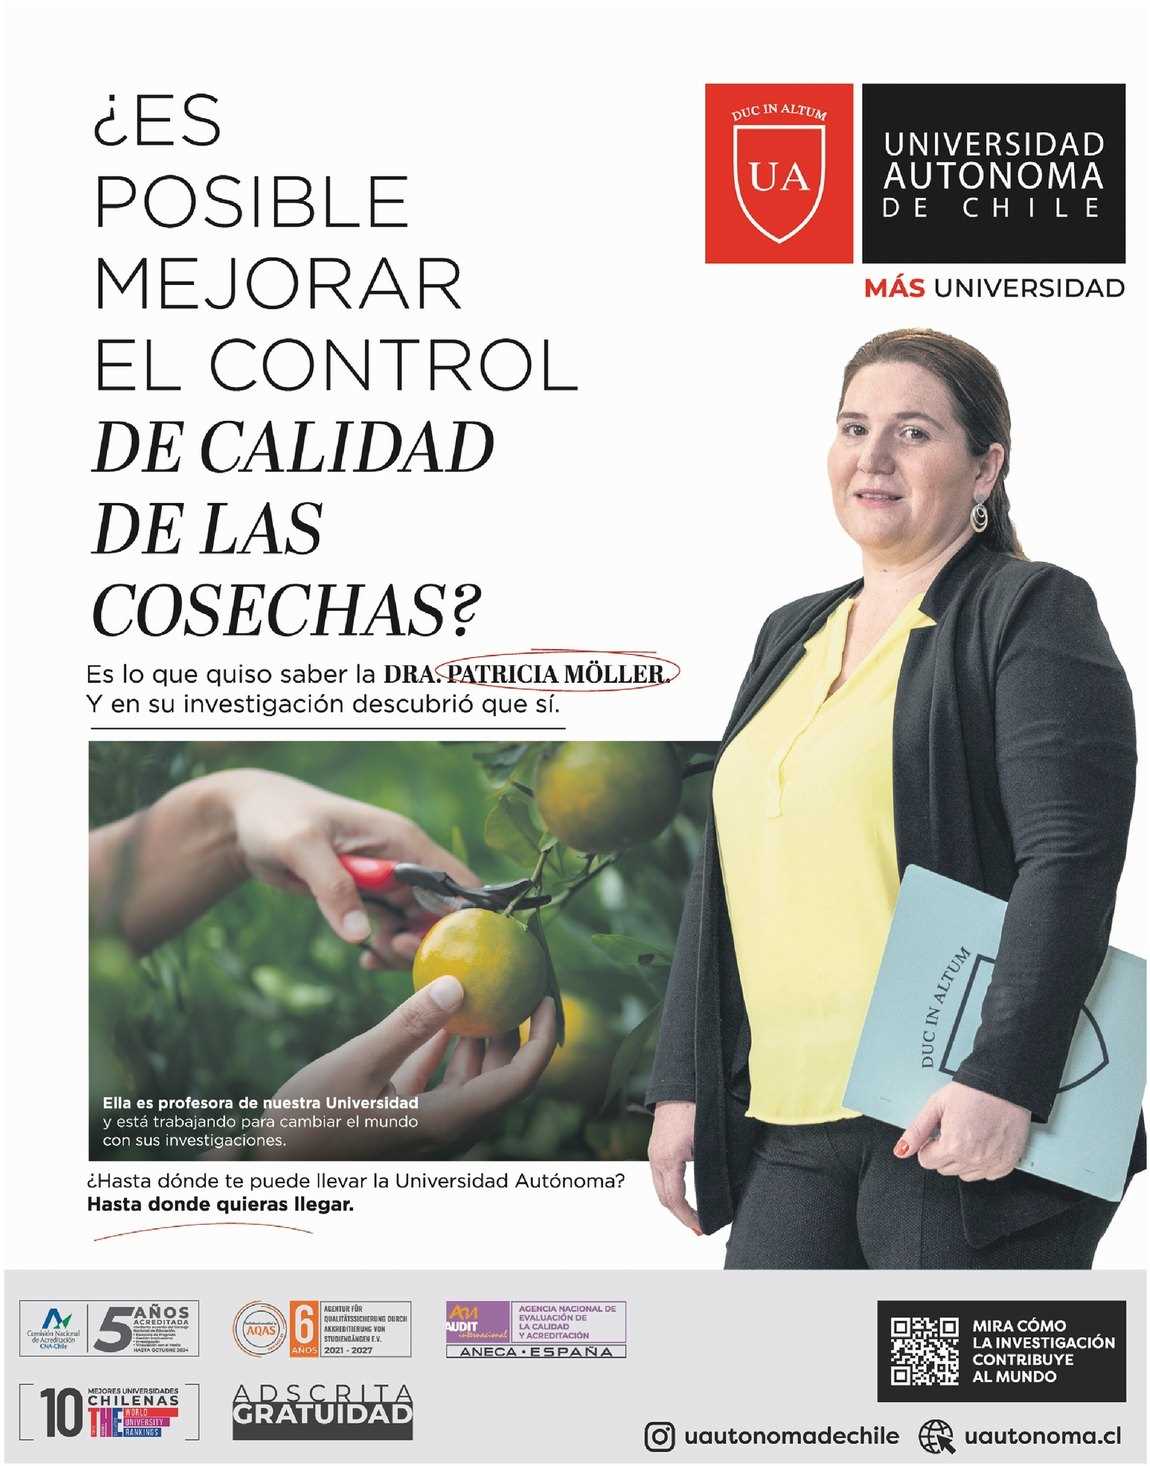 ¿ES
POSIBLE
MEJORAR
EL CONTROL
DE CALIDAD
DE LAS
COSECHAS?
Es lo que quiso saber la DRA. PATRICIA MÖLLER.
Y en su investigación descubrió que sí.
DUC IN ALTUM
UA
UNIVERSIDAD
AUTONOMA
DE CHILE
MÁS UNIVERSIDAD
DUC IN ALTUM
Ella es profesora de nuestra Universidad
y está trabajando para cambiar el mundo
con sus investigaciones.
¿Hasta dónde te puede llevar la Universidad Autónoma?
Hasta donde quieras llegar.
Comisión Nacional
de Acreditación
CNA-Chile
5 AÑOS
ACREDITADA
HASTA OCTUBRE 2024
AQAS
6
AÑOS
AGENTUR FÜR
QUALITÄTSSICHERUNG DURCH
AKKREDITIERUNG VON
STUDIENGÄNGEN E.V.
2021 - 2027
AUDIT
internacional
AGENCIA NACIONAL DE
EVALUACIÓN DE
LA CALIDAD
Y ACREDITACIÓN
ANECA • ESPAÑA
10 MEJORES UNIVERSIDADES
CHILENAS
THE WORLD
UNIVERSITY
RANKINGS
ADSCRITA
GRATUIDAD
MIRA CÓMO
LA INVESTIGACIÓN
CONTRIBUYE
AL MUNDO
uautonomadechile
uautonoma.cl